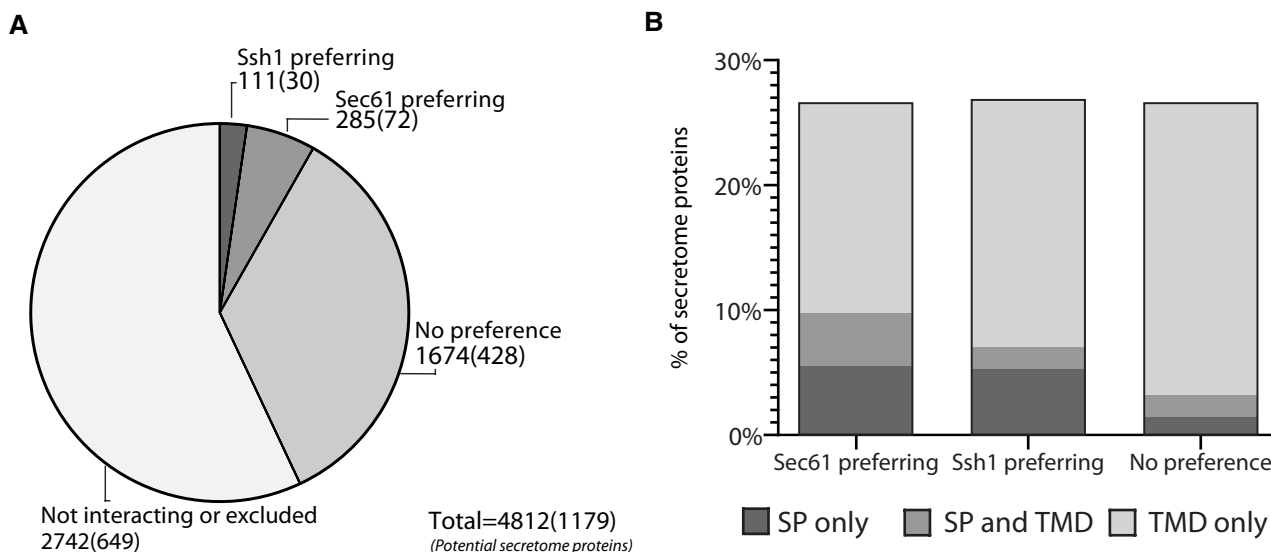 A
Ssh1 preferring
111(30)
Sec61 preferring
285(72)
No preference
1674(428)
Not interacting or excluded
2742(649)
Total=4812(1179)
(Potential secretome proteins)
B
% of secretome proteins
30%
20%
10%
0%
Sec61 preferring Ssh1 preferring No preference
SP only SP and TMD TMD only